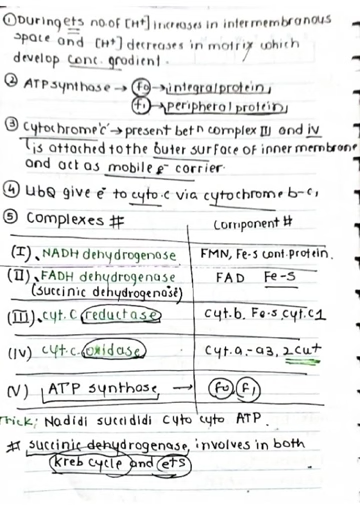 ① During ets no. of [H+] increases in intermembranous
space and [H+] decreases in matrix which
develop conc. gradient.
② ATP synthase → F0 → integral protein,
F1 → peripheral protein,
③ Cytochrome 'c' → present betn complex III and iv
is attached to the outer surface of inner membrane
and act as mobile e- carrier.
④ UbQ give e- to cyto.c via cytochrome b-c1
⑤ Complexes # Component #
(I), NADH dehydrogenase FMN, Fe-s cont. protein.
(II), FADH dehydrogenase FAD Fe-S
(succinic dehydrogenase)
(III), cyt. C reductase Cyt.b. Fe.s cyt.c1
(iv) cyt.c. oxidase Cyt.a.-a3, 2cu+
(V) ATP synthase → F0 F1
Trick: Nadidi succididi cyto cyto ATP.
# succinic dehydrogenase, involves in both
Kreb cycle and ets